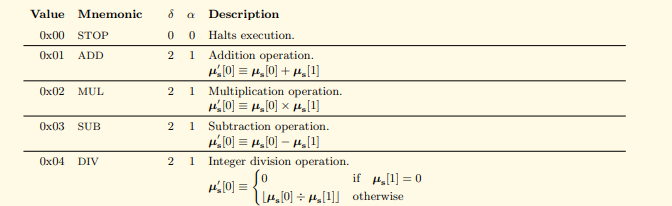 Value Mnemonic δ α Description
0x00 STOP 0 0 Halts execution.
0x01 ADD 2 1 Addition operation.
μ′s[0] ≡ μs[0] + μs[1]
0x02 MUL 2 1 Multiplication operation.
μ′s[0] ≡ μs[0] × μs[1]
0x03 SUB 2 1 Subtraction operation.
μ′s[0] ≡ μs[0] − μs[1]
0x04 DIV 2 1 Integer division operation.
μ′s[0] ≡ {0 if μs[1] = 0
⌊μs[0] ÷ μs[1]⌋ otherwise